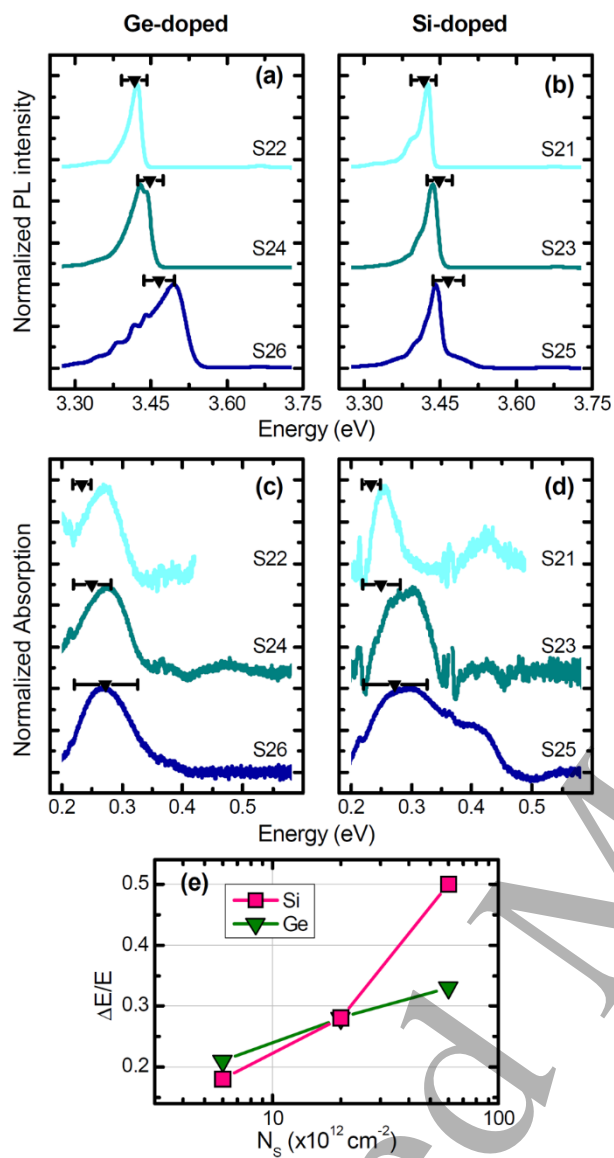 Ge-doped
Si-doped
(a)
S22
S24
S26
(b)
S21
S23
S25
Normalized PL intensity
3.30 3.45 3.60 3.75
3.30 3.45 3.60 3.75
Energy (eV)
(c)
S22
S24
S26
(d)
S21
S23
S25
Normalized Absorption
0.2 0.3 0.4 0.5
0.2 0.3 0.4 0.5
Energy (eV)
(e)
Si
Ge
0.5
0.4
0.3
0.2
ΔE/E
10 100
N_S (x10^12 cm^-2)